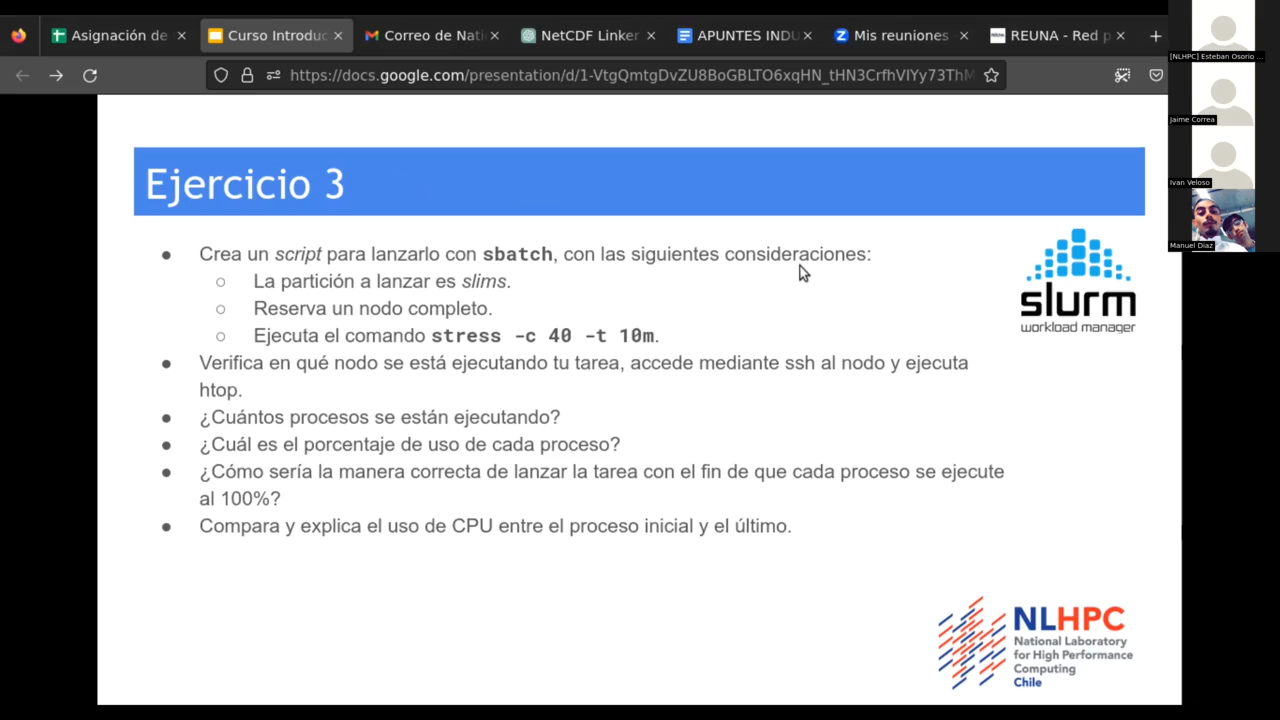 Asignación de
Curso Introduc
Correo de Nati
NetCDF Linker
APUNTES INDU
Mis reuniones
REUNA - Red p
https://docs.google.com/presentation/d/1-VtgQmtgDvZU8BoGBLTO6xqHN_tHN3CrfhVIYy73ThM
[NLHPC] Esteban Osorio ...
Jaime Correa
Ivan Veloso
Manuel Diaz
Ejercicio 3
● Crea un script para lanzarlo con sbatch, con las siguientes consideraciones:
○ La partición a lanzar es slims.
○ Reserva un nodo completo.
○ Ejecuta el comando stress -c 40 -t 10m.
● Verifica en qué nodo se está ejecutando tu tarea, accede mediante ssh al nodo y ejecuta
htop.
● ¿Cuántos procesos se están ejecutando?
● ¿Cuál es el porcentaje de uso de cada proceso?
● ¿Cómo sería la manera correcta de lanzar la tarea con el fin de que cada proceso se ejecute
al 100%?
● Compara y explica el uso de CPU entre el proceso inicial y el último.
slurm
workload manager
NLHPC
National Laboratory
for High Performance
Computing
Chile